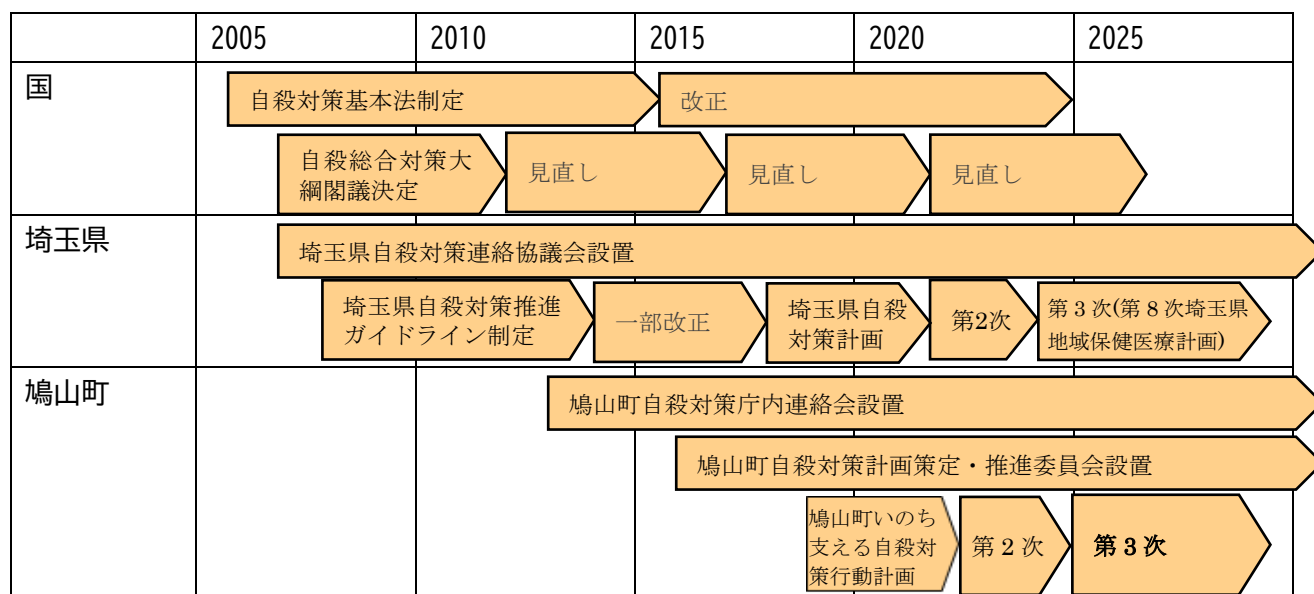 2005 2010 2015 2020 2025
国
自殺対策基本法制定
改正
自殺総合対策大
綱閣議決定
見直し
見直し
見直し
埼玉県
埼玉県自殺対策連絡協議会設置
埼玉県自殺対策推進
ガイドライン制定
一部改正
埼玉県自殺
対策計画
第2次
第３次(第８次埼玉県
地域保健医療計画)
鳩山町
鳩山町自殺対策庁内連絡会設置
鳩山町自殺対策計画策定・推進委員会設置
鳩山町いのち
支える自殺対
策行動計画
第２次
第３次